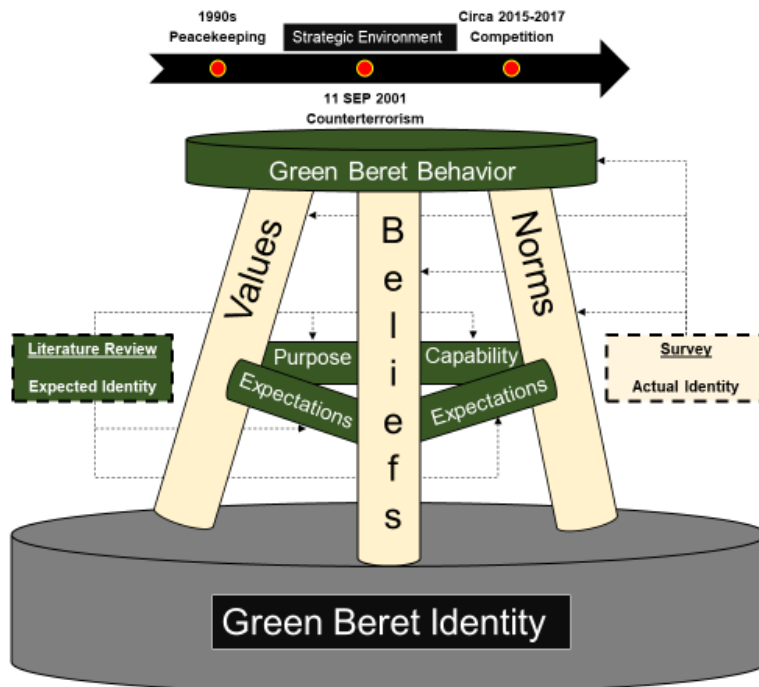 1990s
Peacekeeping
Strategic Environment
Circa 2015-2017
Competition
11 SEP 2001
Counterterrorism
Green Beret Behavior
Values
Beliefs
Norms
Literature Review
Expected Identity
Purpose
Capability
Expectations
Expectations
Survey
Actual Identity
Green Beret Identity